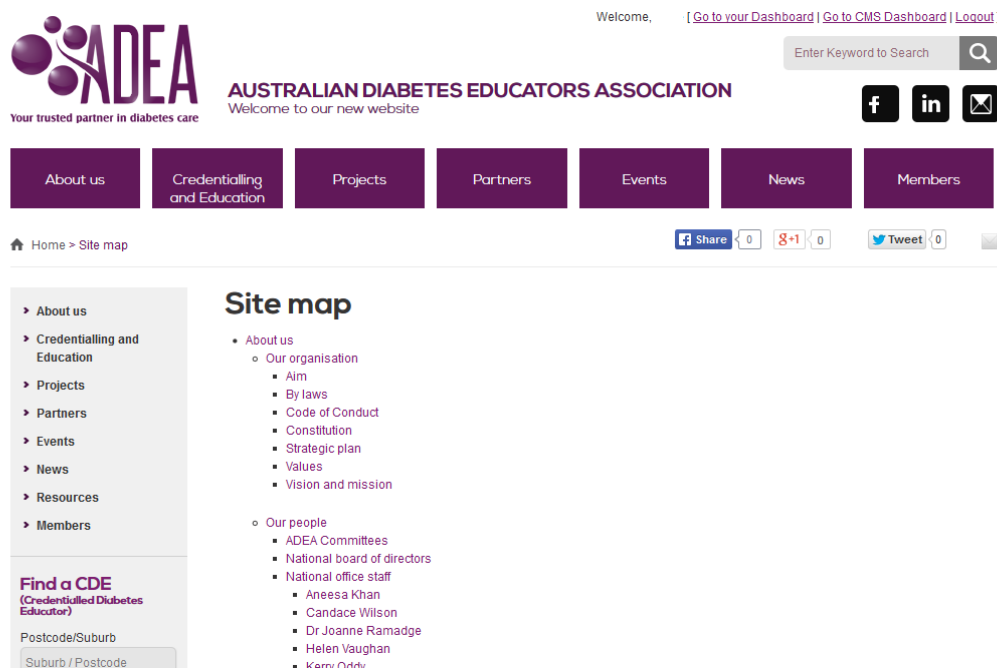 Welcome, [ Go to your Dashboard | Go to CMS Dashboard | Logout ]
ADEA
Your trusted partner in diabetes care
AUSTRALIAN DIABETES EDUCATORS ASSOCIATION
Welcome to our new website
Enter Keyword to Search
f in
About us
Credentialling
and Education
Projects
Partners
Events
News
Members
Home > Site map
Share 0
g+1 0
Tweet 0
About us
Credentialling and
Education
Projects
Partners
Events
News
Resources
Members
Find a CDE
(Credentialled Diabetes
Educator)
Postcode/Suburb
Suburb / Postcode
Site map
About us
Our organisation
Aim
By laws
Code of Conduct
Constitution
Strategic plan
Values
Vision and mission
Our people
ADEA Committees
National board of directors
National office staff
Aneesa Khan
Candace Wilson
Dr Joanne Ramadge
Helen Vaughan
Kerry Oddy